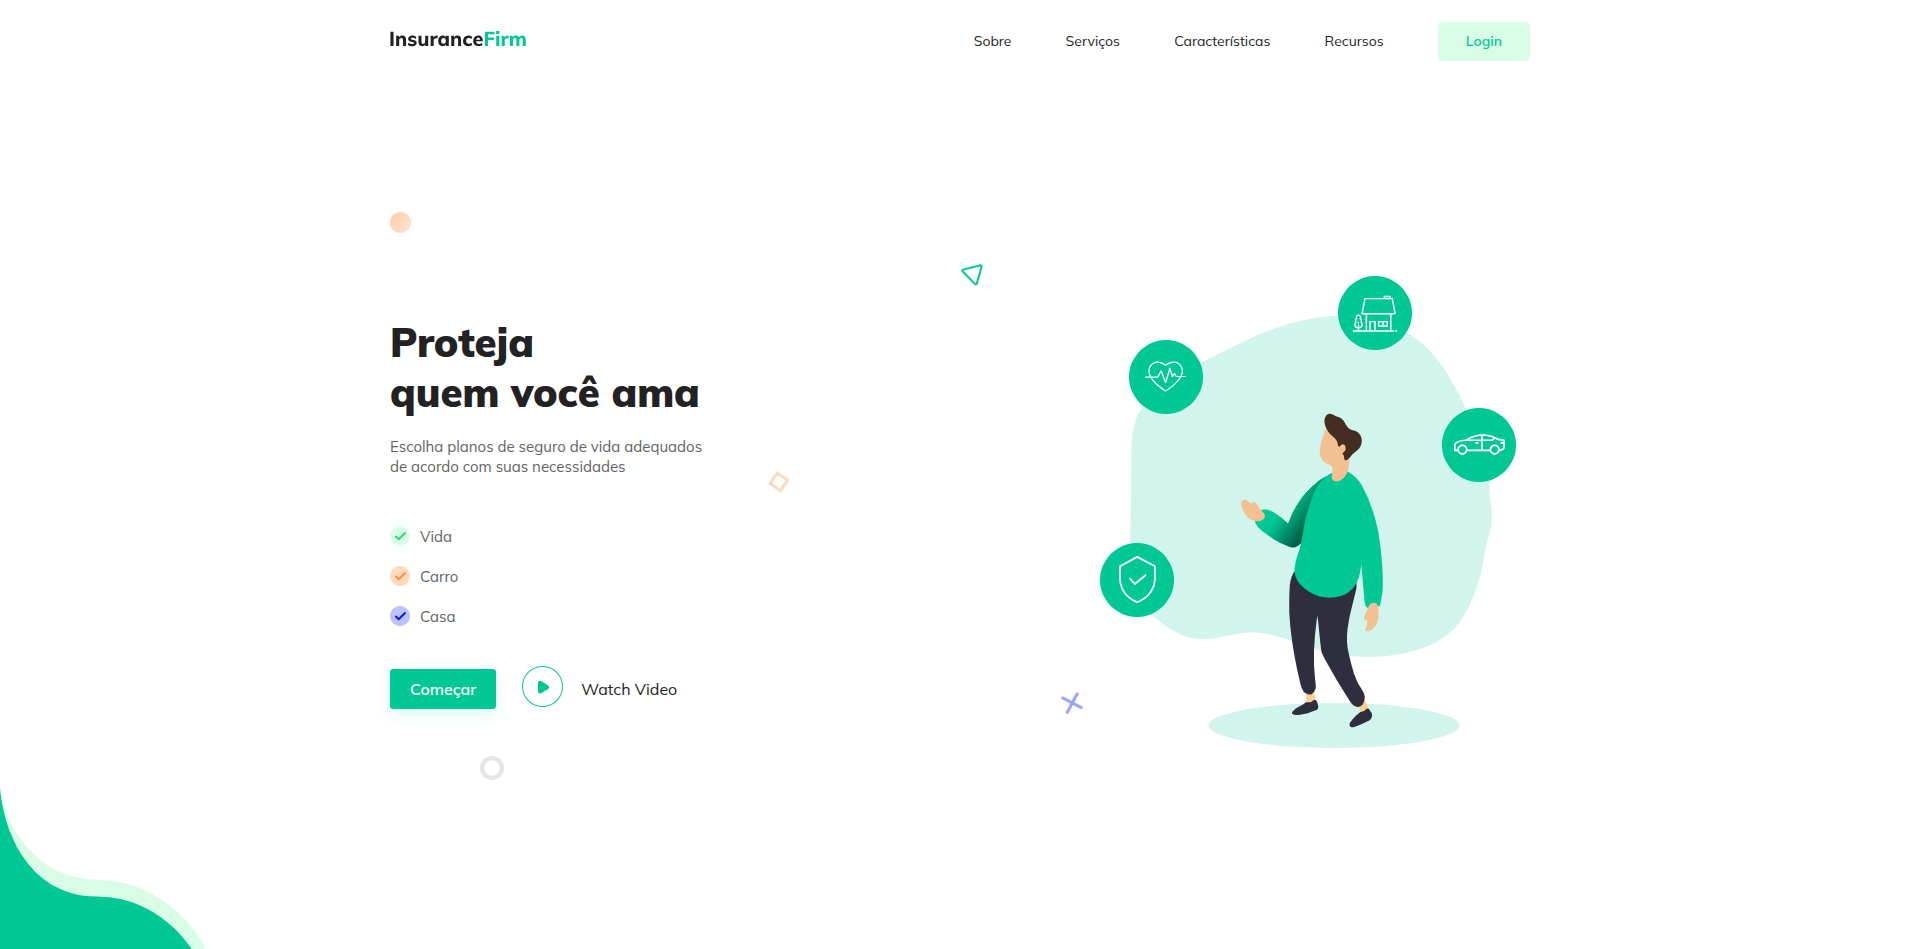 InsuranceFirm
Sobre
Serviços
Características
Recursos
Login
Proteja
quem você ama
Escolha planos de seguro de vida adequados
de acordo com suas necessidades
Vida
Carro
Casa
Começar
Watch Video